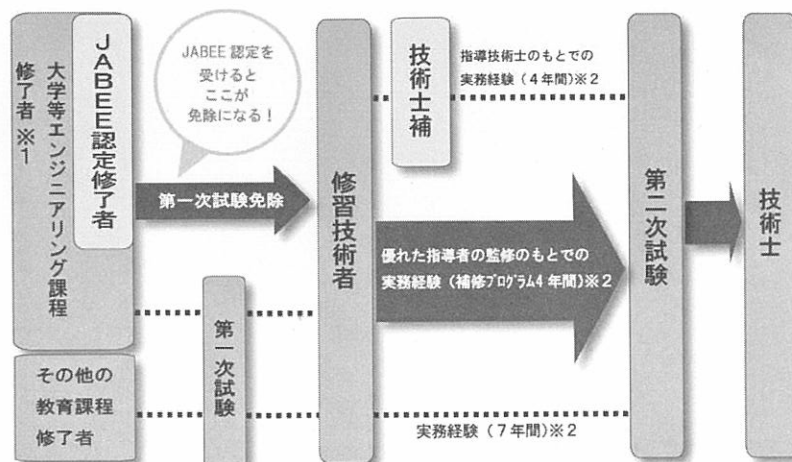 大学等エンジニアリング課程
修了者 ※1
JABEE認定修了者
JABEE 認定を
受けると
ここが
免除になる！
第一次試験免除
修習技術者
技術士補
指導技術士のもとでの
実務経験（4年間）※2
優れた指導者の監修のもとでの
実務経験（補修プログラム4年間）※2
第二次試験
技術士
第一次試験
その他の
教育課程
修了者
実務経験（7年間）※2